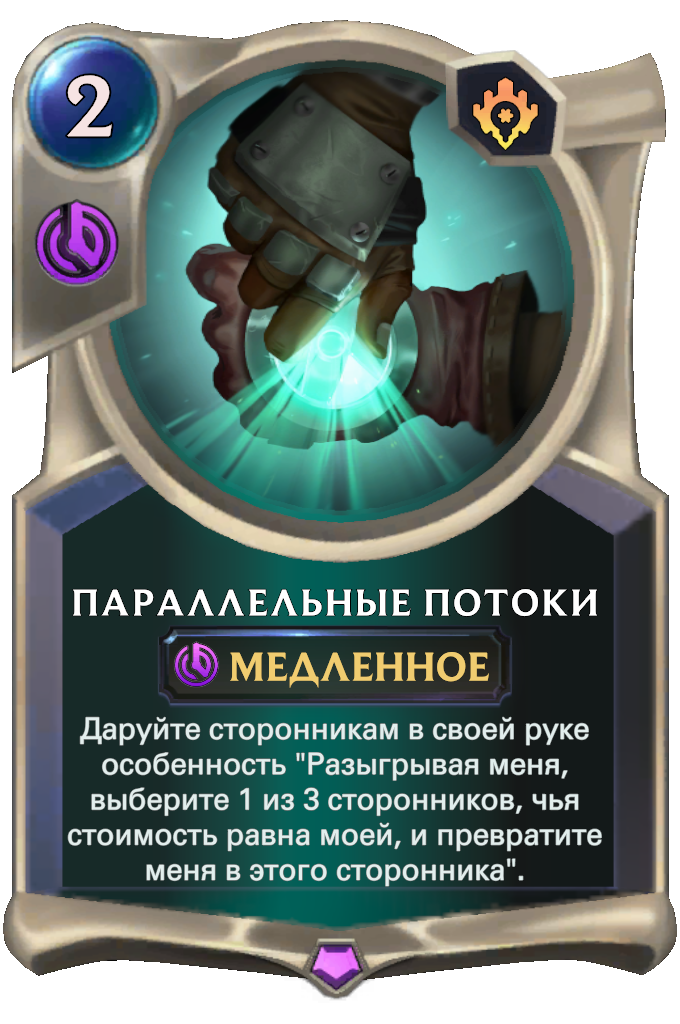 2
ПАРАЛЛЕЛЬНЫЕ ПОТОКИ
МЕДЛЕННОЕ
Даруйте сторонникам в своей руке
особенность "Разыгрывая меня,
выберите 1 из 3 сторонников, чья
стоимость равна моей, и превратите
меня в этого сторонника".